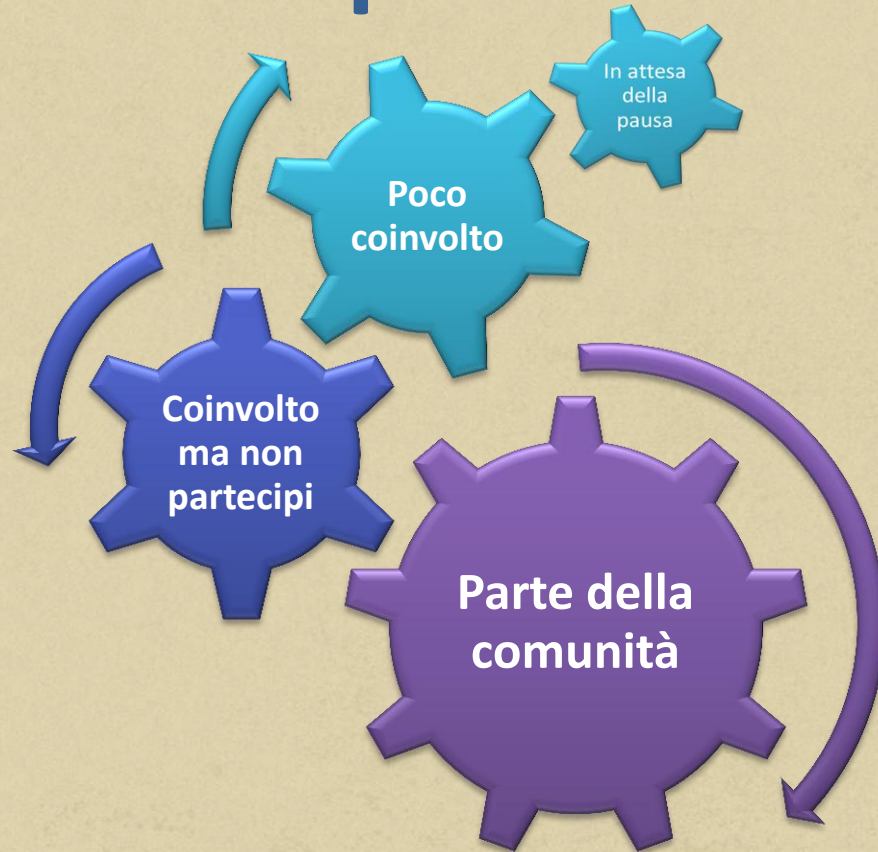 In attesa
della
pausa
Poco
coinvolto
Coinvolto
ma non
partecipi
Parte della
comunità